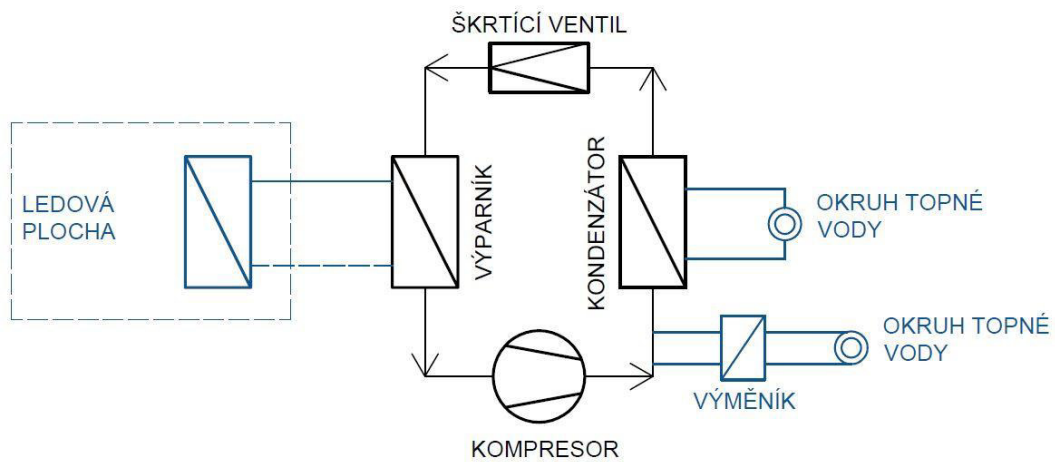 ŠKRTÍCÍ VENTIL
LEDOVÁ
PLOCHA
VÝPARNÍK
KONDENZÁTOR
OKRUH TOPNÉ
VODY
OKRUH TOPNÉ
VODY
VÝMĚNÍK
KOMPRESOR